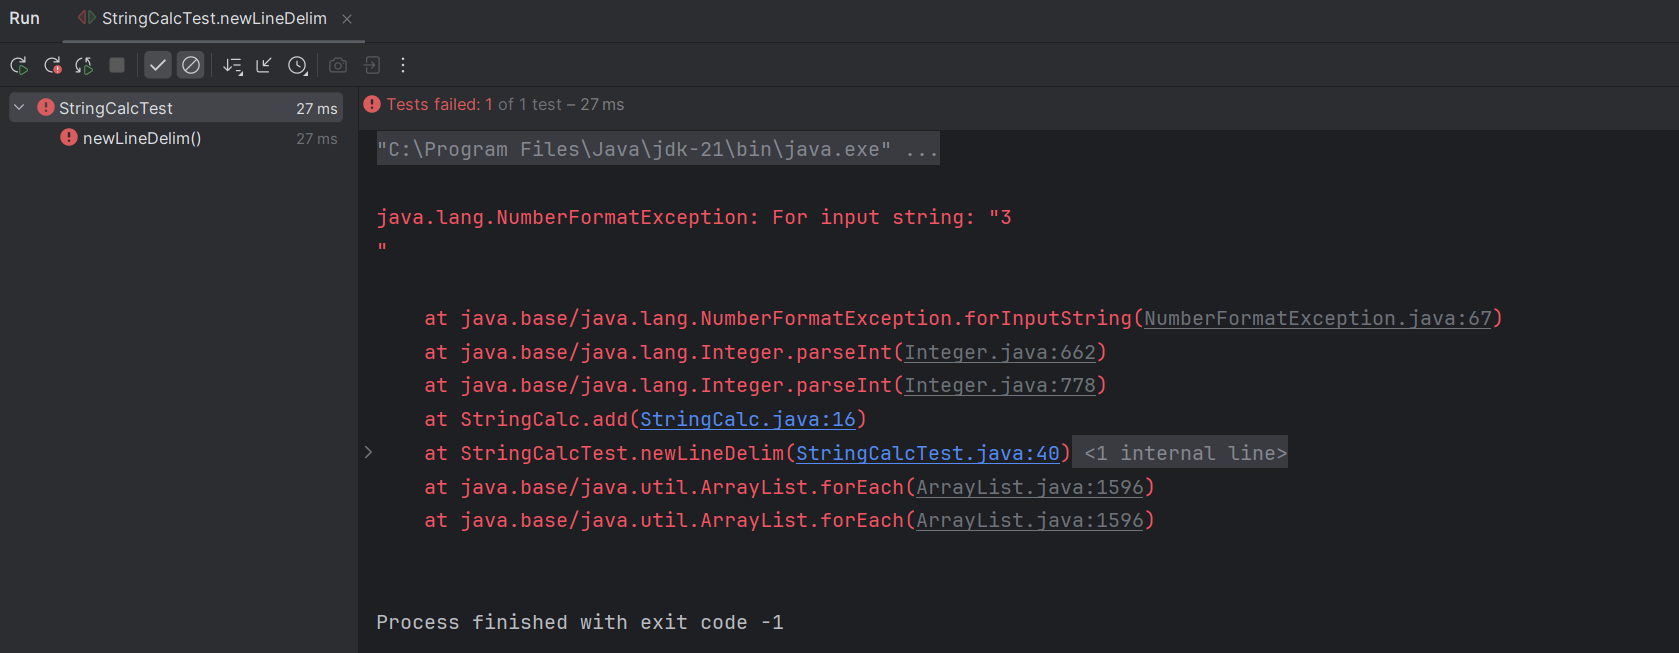 Run StringCalcTest.newLineDelim
StringCalcTest 27 ms
newLineDelim() 27 ms
Tests failed: 1 of 1 test – 27 ms
"C:\Program Files\Java\jdk-21\bin\java.exe" ...
java.lang.NumberFormatException: For input string: "3
"
at java.base/java.lang.NumberFormatException.forInputString(NumberFormatException.java:67)
at java.base/java.lang.Integer.parseInt(Integer.java:662)
at java.base/java.lang.Integer.parseInt(Integer.java:778)
at StringCalc.add(StringCalc.java:16)
at StringCalcTest.newLineDelim(StringCalcTest.java:40) <1 internal line>
at java.base/java.util.ArrayList.forEach(ArrayList.java:1596)
at java.base/java.util.ArrayList.forEach(ArrayList.java:1596)
Process finished with exit code -1